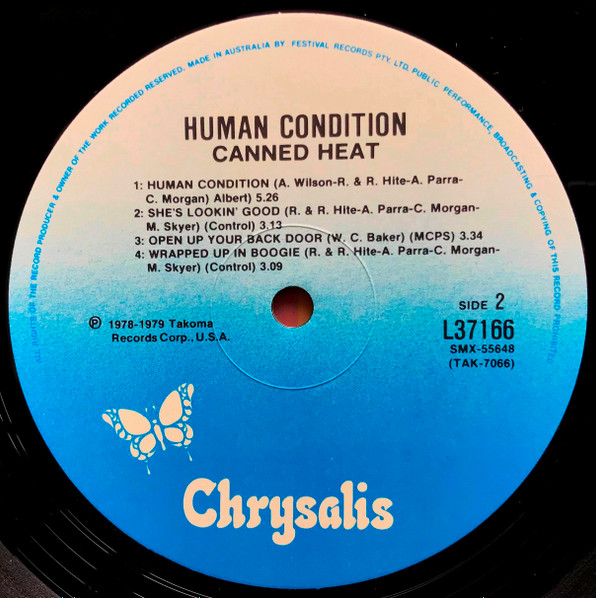 ALL RIGHTS OF THE RECORD PRODUCER & OWNER OF THE WORK RECORDED RESERVED. MADE IN AUSTRALIA BY FESTIVAL RECORDS PTY. LTD. PUBLIC PERFORMANCE, BROADCASTING & COPYING OF THIS RECORD PROHIBITED
HUMAN CONDITION
CANNED HEAT
1: HUMAN CONDITION (A. Wilson-R. & R. Hite-A. Parra-
C. Morgan) Albert) 5.26
2: SHE'S LOOKIN' GOOD (R. & R. Hite-A. Parra-C. Morgan-
M. Skyer) (Control) 3.13
3: OPEN UP YOUR BACK DOOR (W. C. Baker) (MCPS) 3.34
4: WRAPPED UP IN BOOGIE (R. & R. Hite-A. Parra-C. Morgan-
M. Skyer) (Control) 3.09
SIDE 2
℗ 1978-1979 Takoma
Records Corp., U.S.A.
L37166
SMX-55648
(TAK-7066)
Chrysalis